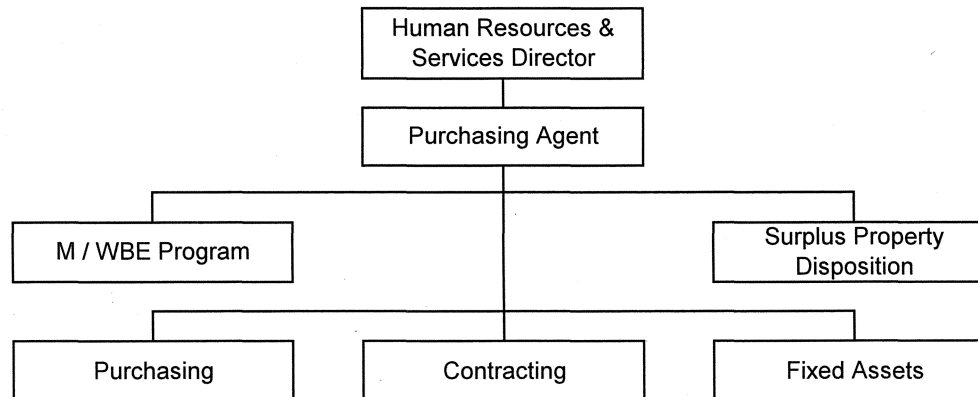 Human Resources &
Services Director
Purchasing Agent
M / WBE Program
Surplus Property
Disposition
Purchasing
Contracting
Fixed Assets